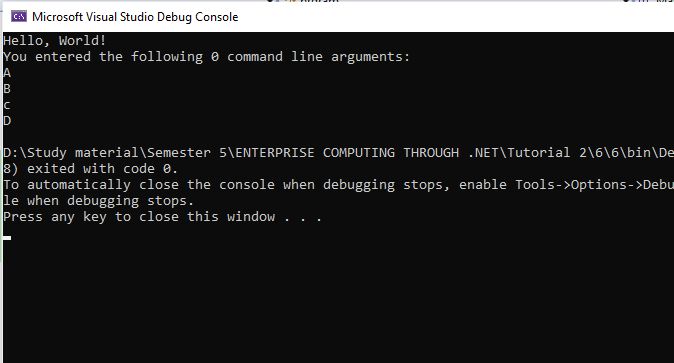 Microsoft Visual Studio Debug Console
Hello, World!
You entered the following 0 command line arguments:
A
B
c
D
D:\Study material\Semester 5\ENTERPRISE COMPUTING THROUGH .NET\Tutorial 2\6\6\bin\De
8) exited with code 0.
To automatically close the console when debugging stops, enable Tools->Options->Debu
le when debugging stops.
Press any key to close this window . . .